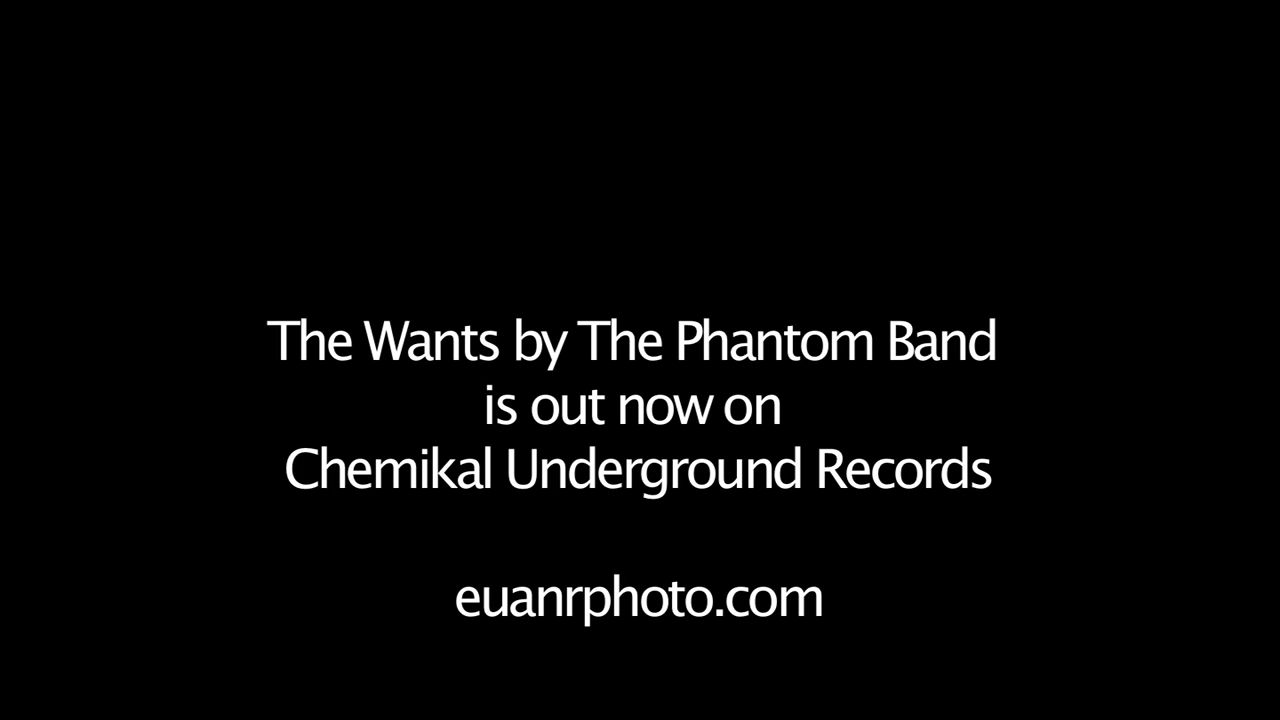 The Wants by The Phantom Band
is out now on
Chemikal Underground Records
euanrphoto.com